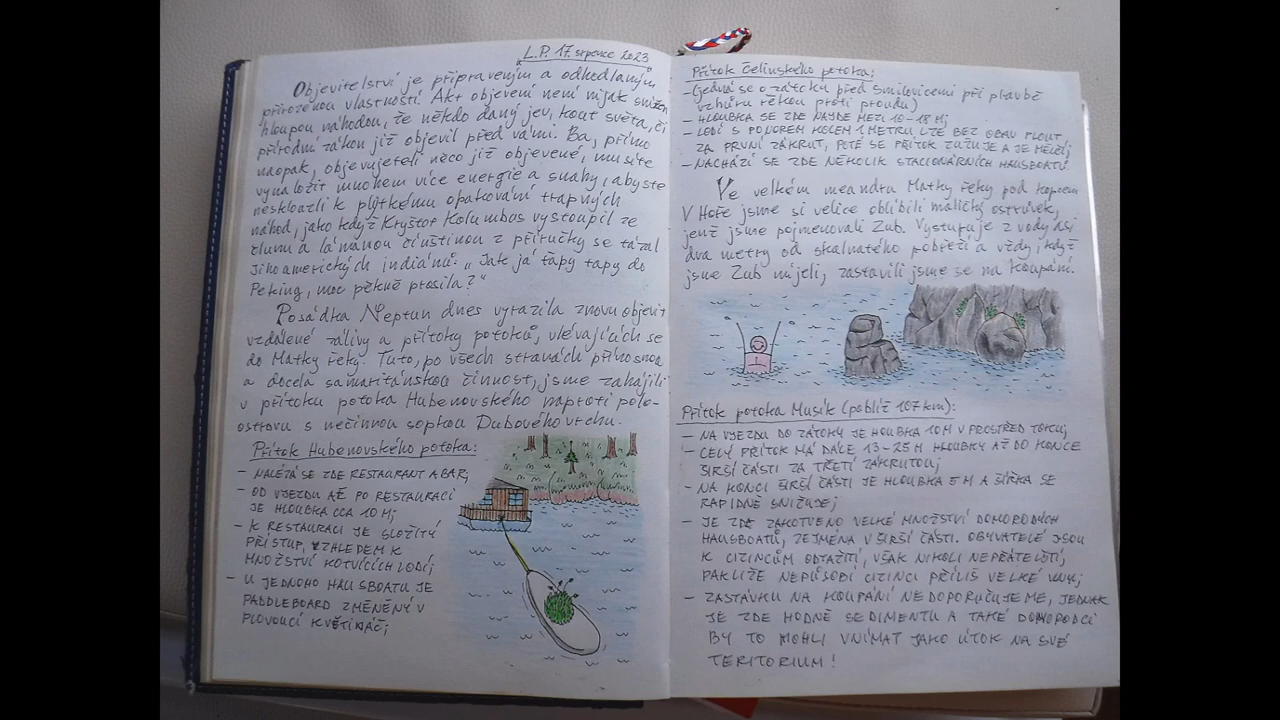 L.P. 17. srpence 2023
Objevitelství je připraveným a odhodlaným
přirozenou vlastností. Akt objevení není nijak snížen
hloupou náhodou, že někdo daný jev, kout světa, či
přírodní zákon již objevil před vámi. Ba, přímo
naopak, objevujete-li něco již objevené, musíte
vynaložit mnohem více energie a snahy, abyste
nesklouzli k plytkému opakování trapných
náhod, jako když Kryštof Kolumbus vystoupil ze
člunu a lámanou čínštinou z příručky se tázal
Jihoamerických indiánů: „Jak já ťapy ťapy do
Peking, moc pěkně prosila?"
Posádka Neptun dnes vyrazila znovu objevit
vzdálené zálivy a přítoky potoků, vlévajících se
do Matky řeky. Tuto, po všech stranách přínosnou
a docela samaritánskou činnost, jsme zahájili
v přítoku potoka Hubenovského naproti polo-
ostrovu s nečinnou sopkou Dubového vrchu.
Přítok Hubenovského potoka:
- NALÉZÁ SE ZDE RESTAURANT A BAR;
- OD VJEZDU AŽ PO RESTAURACI
JE HLOUBKA CCA 10 M;
- K RESTAURACI JE SLOŽITÝ
PŘÍSTUP, VZHLEDEM K
MNOŽSTVÍ KOTVÍCÍCH LODÍ;
- U JEDNOHO HAUSBOATU JE
PADDLEBOARD ZMĚNĚNÝ V
PLOVOUCÍ KVĚTINÁČ;
Přítok Čelinského potoka:
- (jedná se o zátoku před Smilovicemi při plavbě
vzhůru řekou proti proudu)
- HLOUBKA SE ZDE NAJDE MEZI 10-18 M;
- LODÍ S PONOREM KOLEM 1 METRU LZE BEZ OBAV PLOUT
ZA PRVNÍ ZÁKRUT, POTÉ SE PŘÍTOK ZUŽUJE A JE MĚLČÍ;
- NACHÁZÍ SE ZDE NĚKOLIK STACIONÁRNÍCH HAUSBOATŮ.
Ve velkém meandru Matky řeky pod kopcem
V Hoře jsme si velice oblíbili maličký ostrůvek,
jenž jsme pojmenovali Zub. Vystupuje z vody asi
dva metry od skalnatého pobřeží a vždy, když
jsme Zub míjeli, zastavili jsme se na koupání.
Přítok potoka Musík (poblíž 107 km):
- NA VJEZDU DO ZÁTOKY JE HLOUBKA 10 M V PROSTŘED TOKU;
- CELÝ PŘÍTOK MÁ DÁLE 13-25 M HLOUBKY AŽ DO KONCE
ŠIRŠÍ ČÁSTI ZA TŘETÍ ZÁKRUTOU;
- NA KONCI ŠIRŠÍ ČÁSTI JE HLOUBKA 5 M A ŠÍŘKA SE
RAPIDNĚ SNIŽUJE;
- JE ZDE ZAKOTVENO VELKÉ MNOŽSTVÍ DOMORODÝCH
HAUSBOATŮ, ZEJMÉNA V ŠIRŠÍ ČÁSTI. OBYVATELÉ JSOU
K CIZINCŮM ODTAŽITÍ, VŠAK NIKOLI NEPŘÁTELŠTÍ,
PAKLIŽE NEPŮSOBÍ CIZINCI PŘÍLIŠ VELKÉ VLNY;
- ZASTÁVKU NA KOUPÁNÍ NEDOPORUČUJEME, JEDNAK
JE ZDE HODNĚ SEDIMENTU A TAKÉ DOMORODCI
BY TO MOHLI VNÍMAT JAKO ÚTOK NA SVÉ
TERITORIUM!